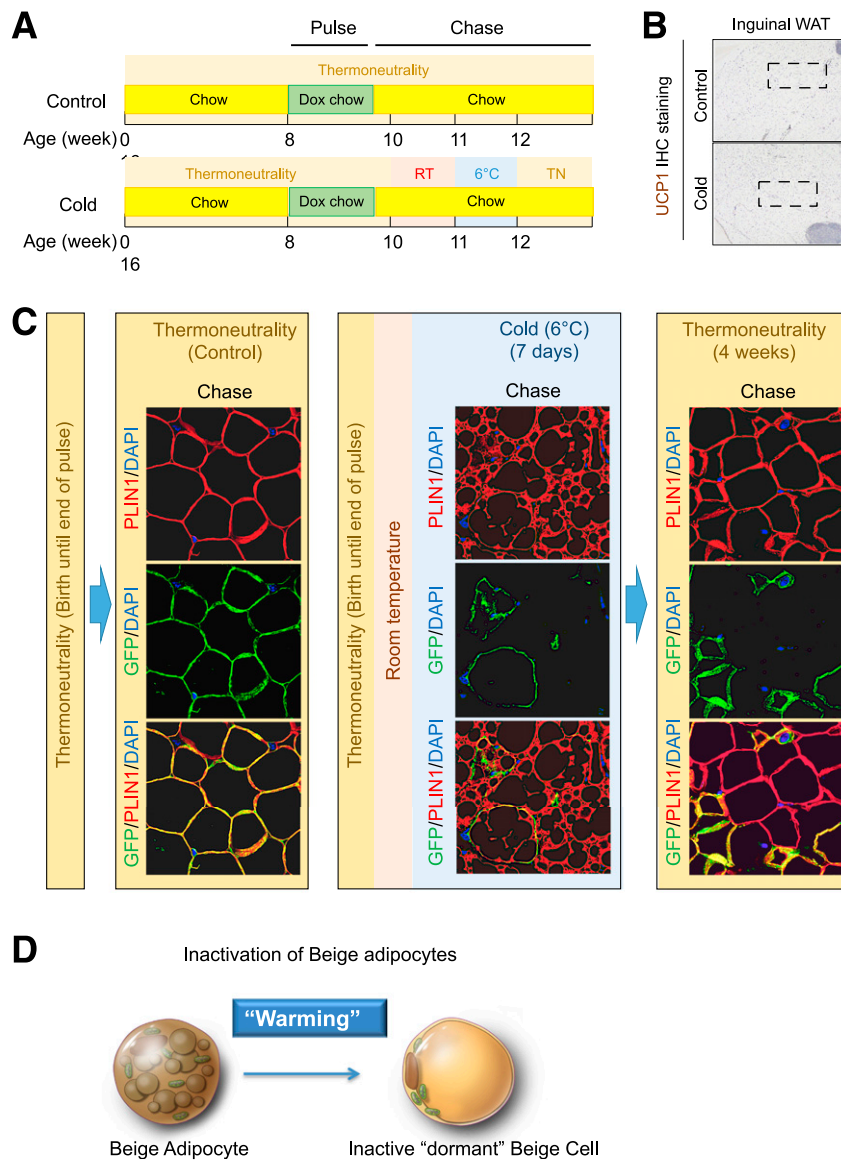 A
Pulse
Chase
Thermoneutrality
Control
Chow
Dox chow
Chow
Age (week)
0
8
10
11
12
Thermoneutrality
RT
6°C
TN
Cold
Chow
Dox chow
Chow
Age (week)
0
8
10
11
12
16
B
Inguinal WAT
UCP1 IHC staining
Control
Cold
C
Thermoneutrality (Birth until end of pulse)
Thermoneutrality
(Control)
Chase
PLIN1/DAPI
GFP/DAPI
GFP/PLIN1/DAPI
Thermoneutrality (Birth until end of pulse)
Room temperature
Cold (6°C)
(7 days)
Chase
PLIN1/DAPI
GFP/DAPI
GFP/PLIN1/DAPI
Thermoneutrality
(4 weeks)
Chase
PLIN1/DAPI
GFP/DAPI
GFP/PLIN1/DAPI
D
Inactivation of Beige adipocytes
"Warming"
Beige Adipocyte
Inactive “dormant” Beige Cell